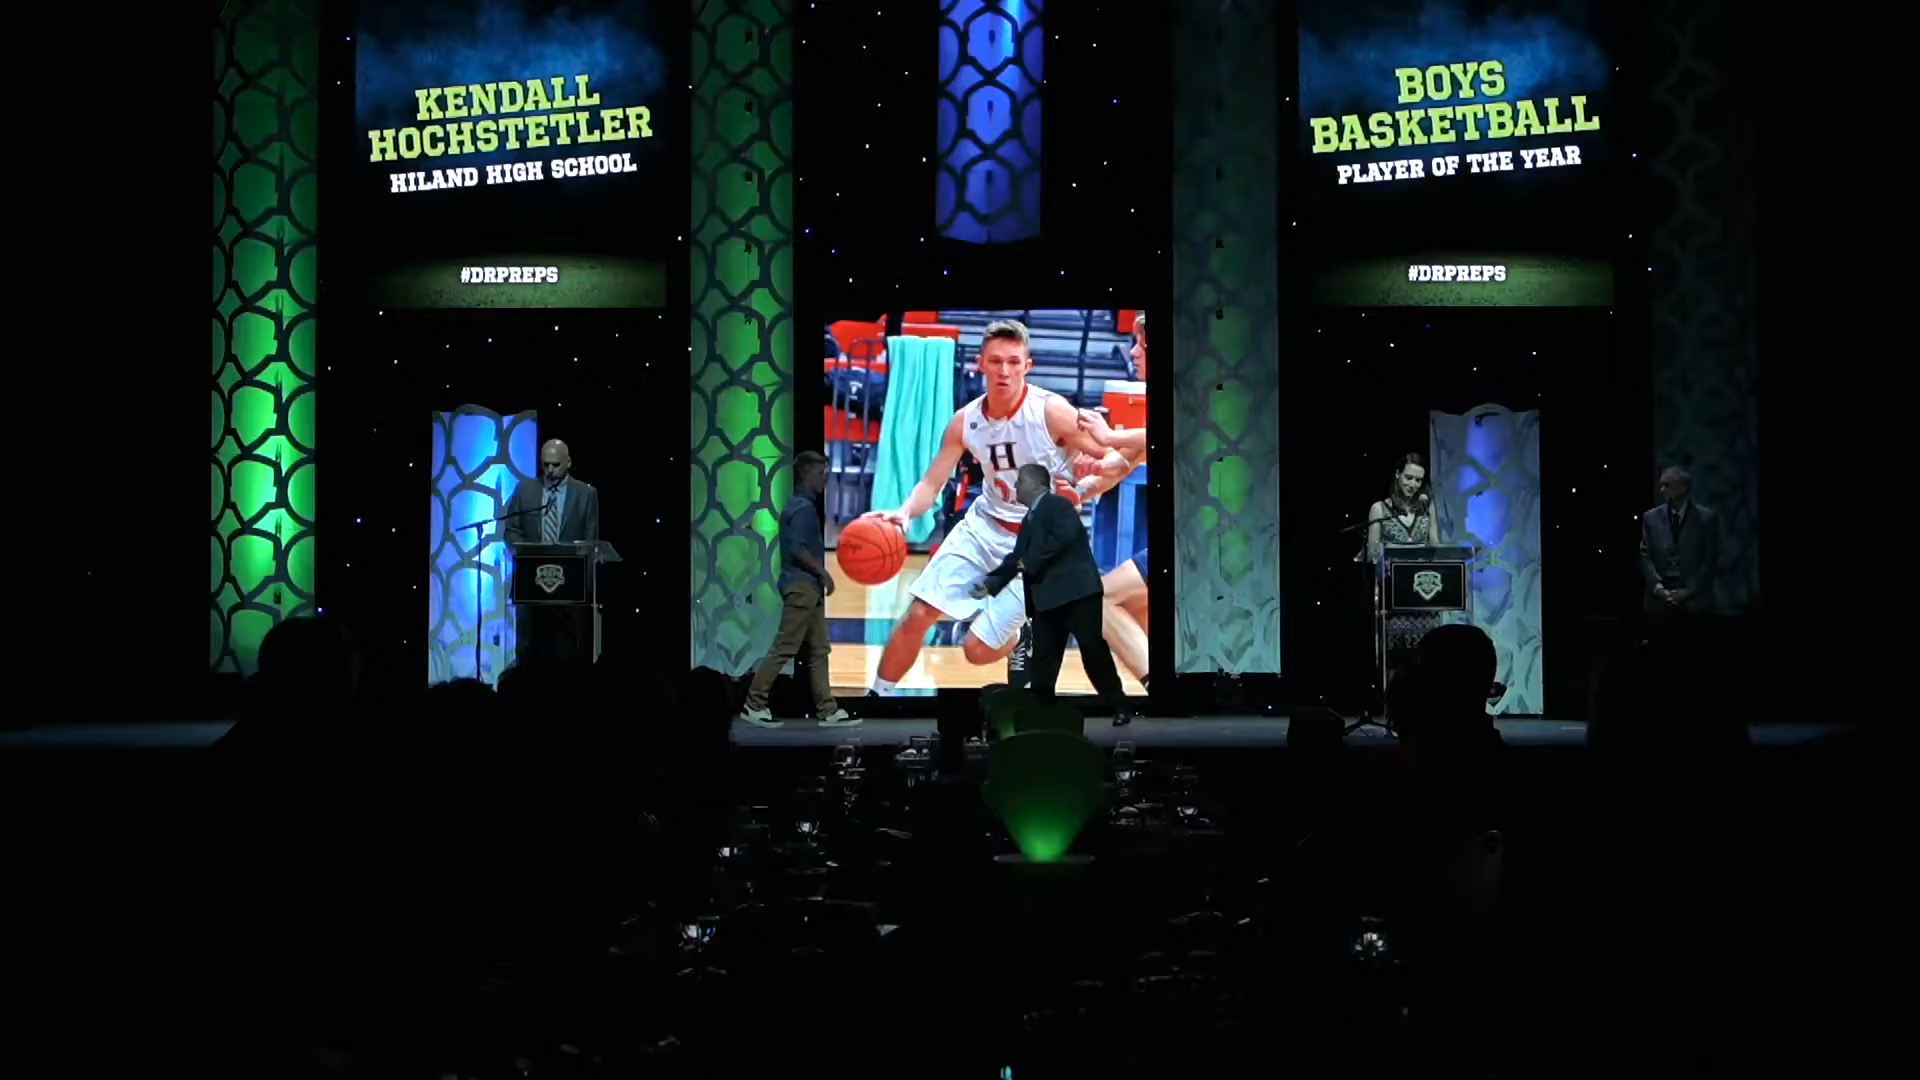 KENDALL
HOCHSTETLER
HILAND HIGH SCHOOL
#DRPREPS
BOYS
BASKETBALL
PLAYER OF THE YEAR
#DRPREPS
H